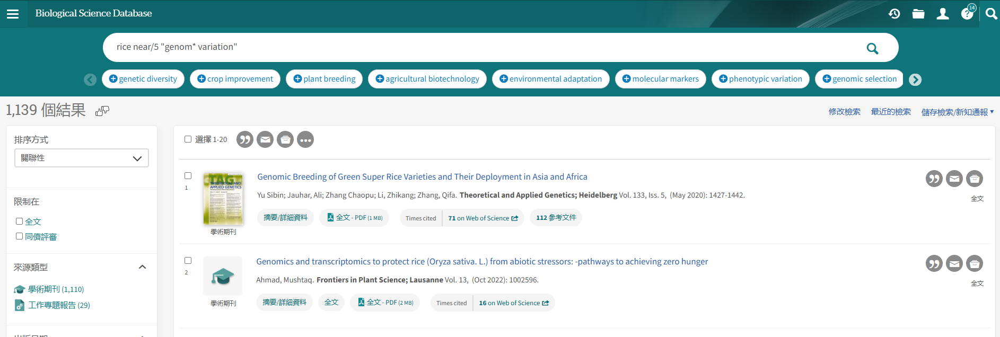 Biological Science Database
14
rice near/5 "genom* variation"
genetic diversity
crop improvement
plant breeding
agricultural biotechnology
environmental adaptation
molecular markers
phenotypic variation
genomic selection
1,139 個結果
修改檢索
最近的檢索
儲存檢索/新知通報
排序方式
關聯性
限制在
全文
同儕評審
來源類型
學術期刊 (1,110)
工作專題報告 (29)
選擇 1-20
1
TAG
THEORETICAL AND
APPLIED GENETICS
學術期刊
Genomic Breeding of Green Super Rice Varieties and Their Deployment in Asia and Africa
Yu Sibin; Jauhar, Ali; Zhang Chaopu; Li, Zhikang; Zhang, Qifa. Theoretical and Applied Genetics; Heidelberg Vol. 133, Iss. 5, (May 2020): 1427-1442.
摘要/詳細資料
全文 - PDF (1 MB)
Times cited
71 on Web of Science
112 參考文件
全文
2
學術期刊
Genomics and transcriptomics to protect rice (Oryza sativa. L.) from abiotic stressors: -pathways to achieving zero hunger
Ahmad, Mushtaq. Frontiers in Plant Science; Lausanne Vol. 13, (Oct 2022): 1002596.
摘要/詳細資料
全文
全文 - PDF (2 MB)
Times cited
16 on Web of Science
全文